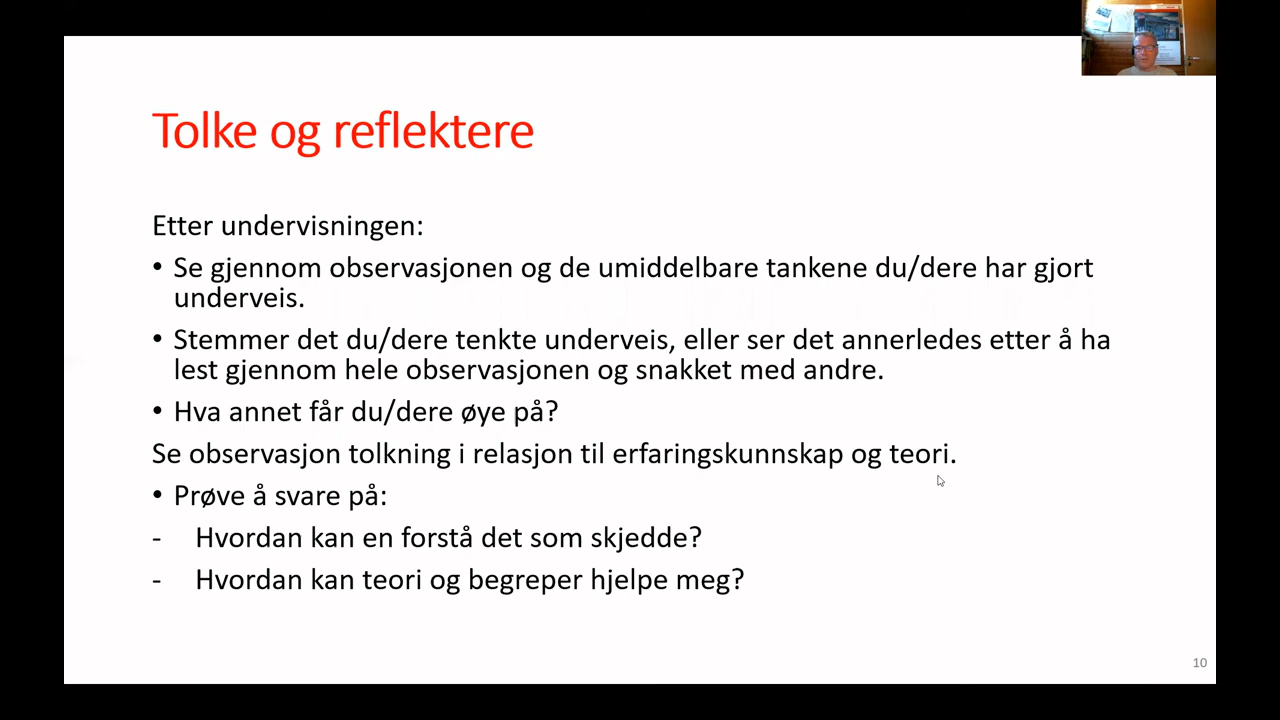 Tolke og reflektere
Etter undervisningen:
• Se gjennom observasjonen og de umiddelbare tankene du/dere har gjort
underveis.
• Stemmer det du/dere tenkte underveis, eller ser det annerledes etter å ha
lest gjennom hele observasjonen og snakket med andre.
• Hva annet får du/dere øye på?
Se observasjon tolkning i relasjon til erfaringskunnskap og teori.
• Prøve å svare på:
- Hvordan kan en forstå det som skjedde?
- Hvordan kan teori og begreper hjelpe meg?
10